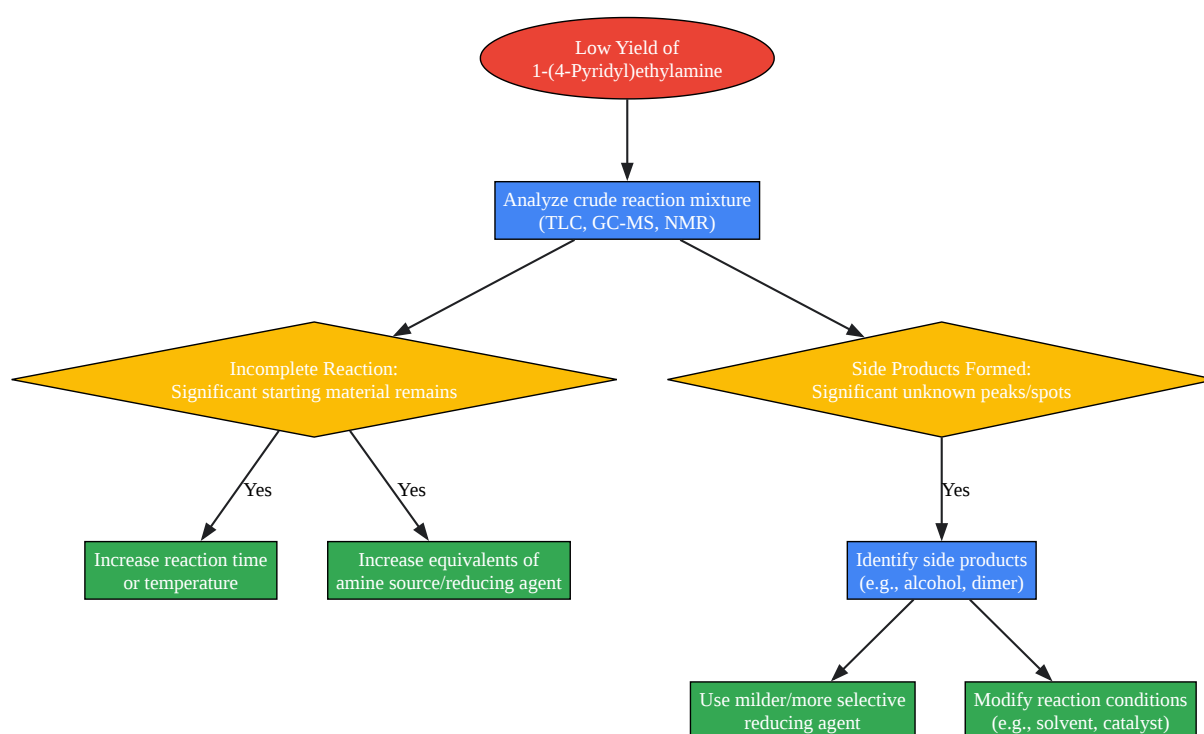 Low Yield of
1-(4-Pyridyl)ethylamine
Analyze crude reaction mixture
(TLC, GC-MS, NMR)
Incomplete Reaction:
Significant starting material remains
Side Products Formed:
Significant unknown peaks/spots
Yes
Yes
Yes
Increase reaction time
or temperature
Increase equivalents of
amine source/reducing agent
Identify side products
(e.g., alcohol, dimer)
Use milder/more selective
reducing agent
Modify reaction conditions
(e.g., solvent, catalyst)